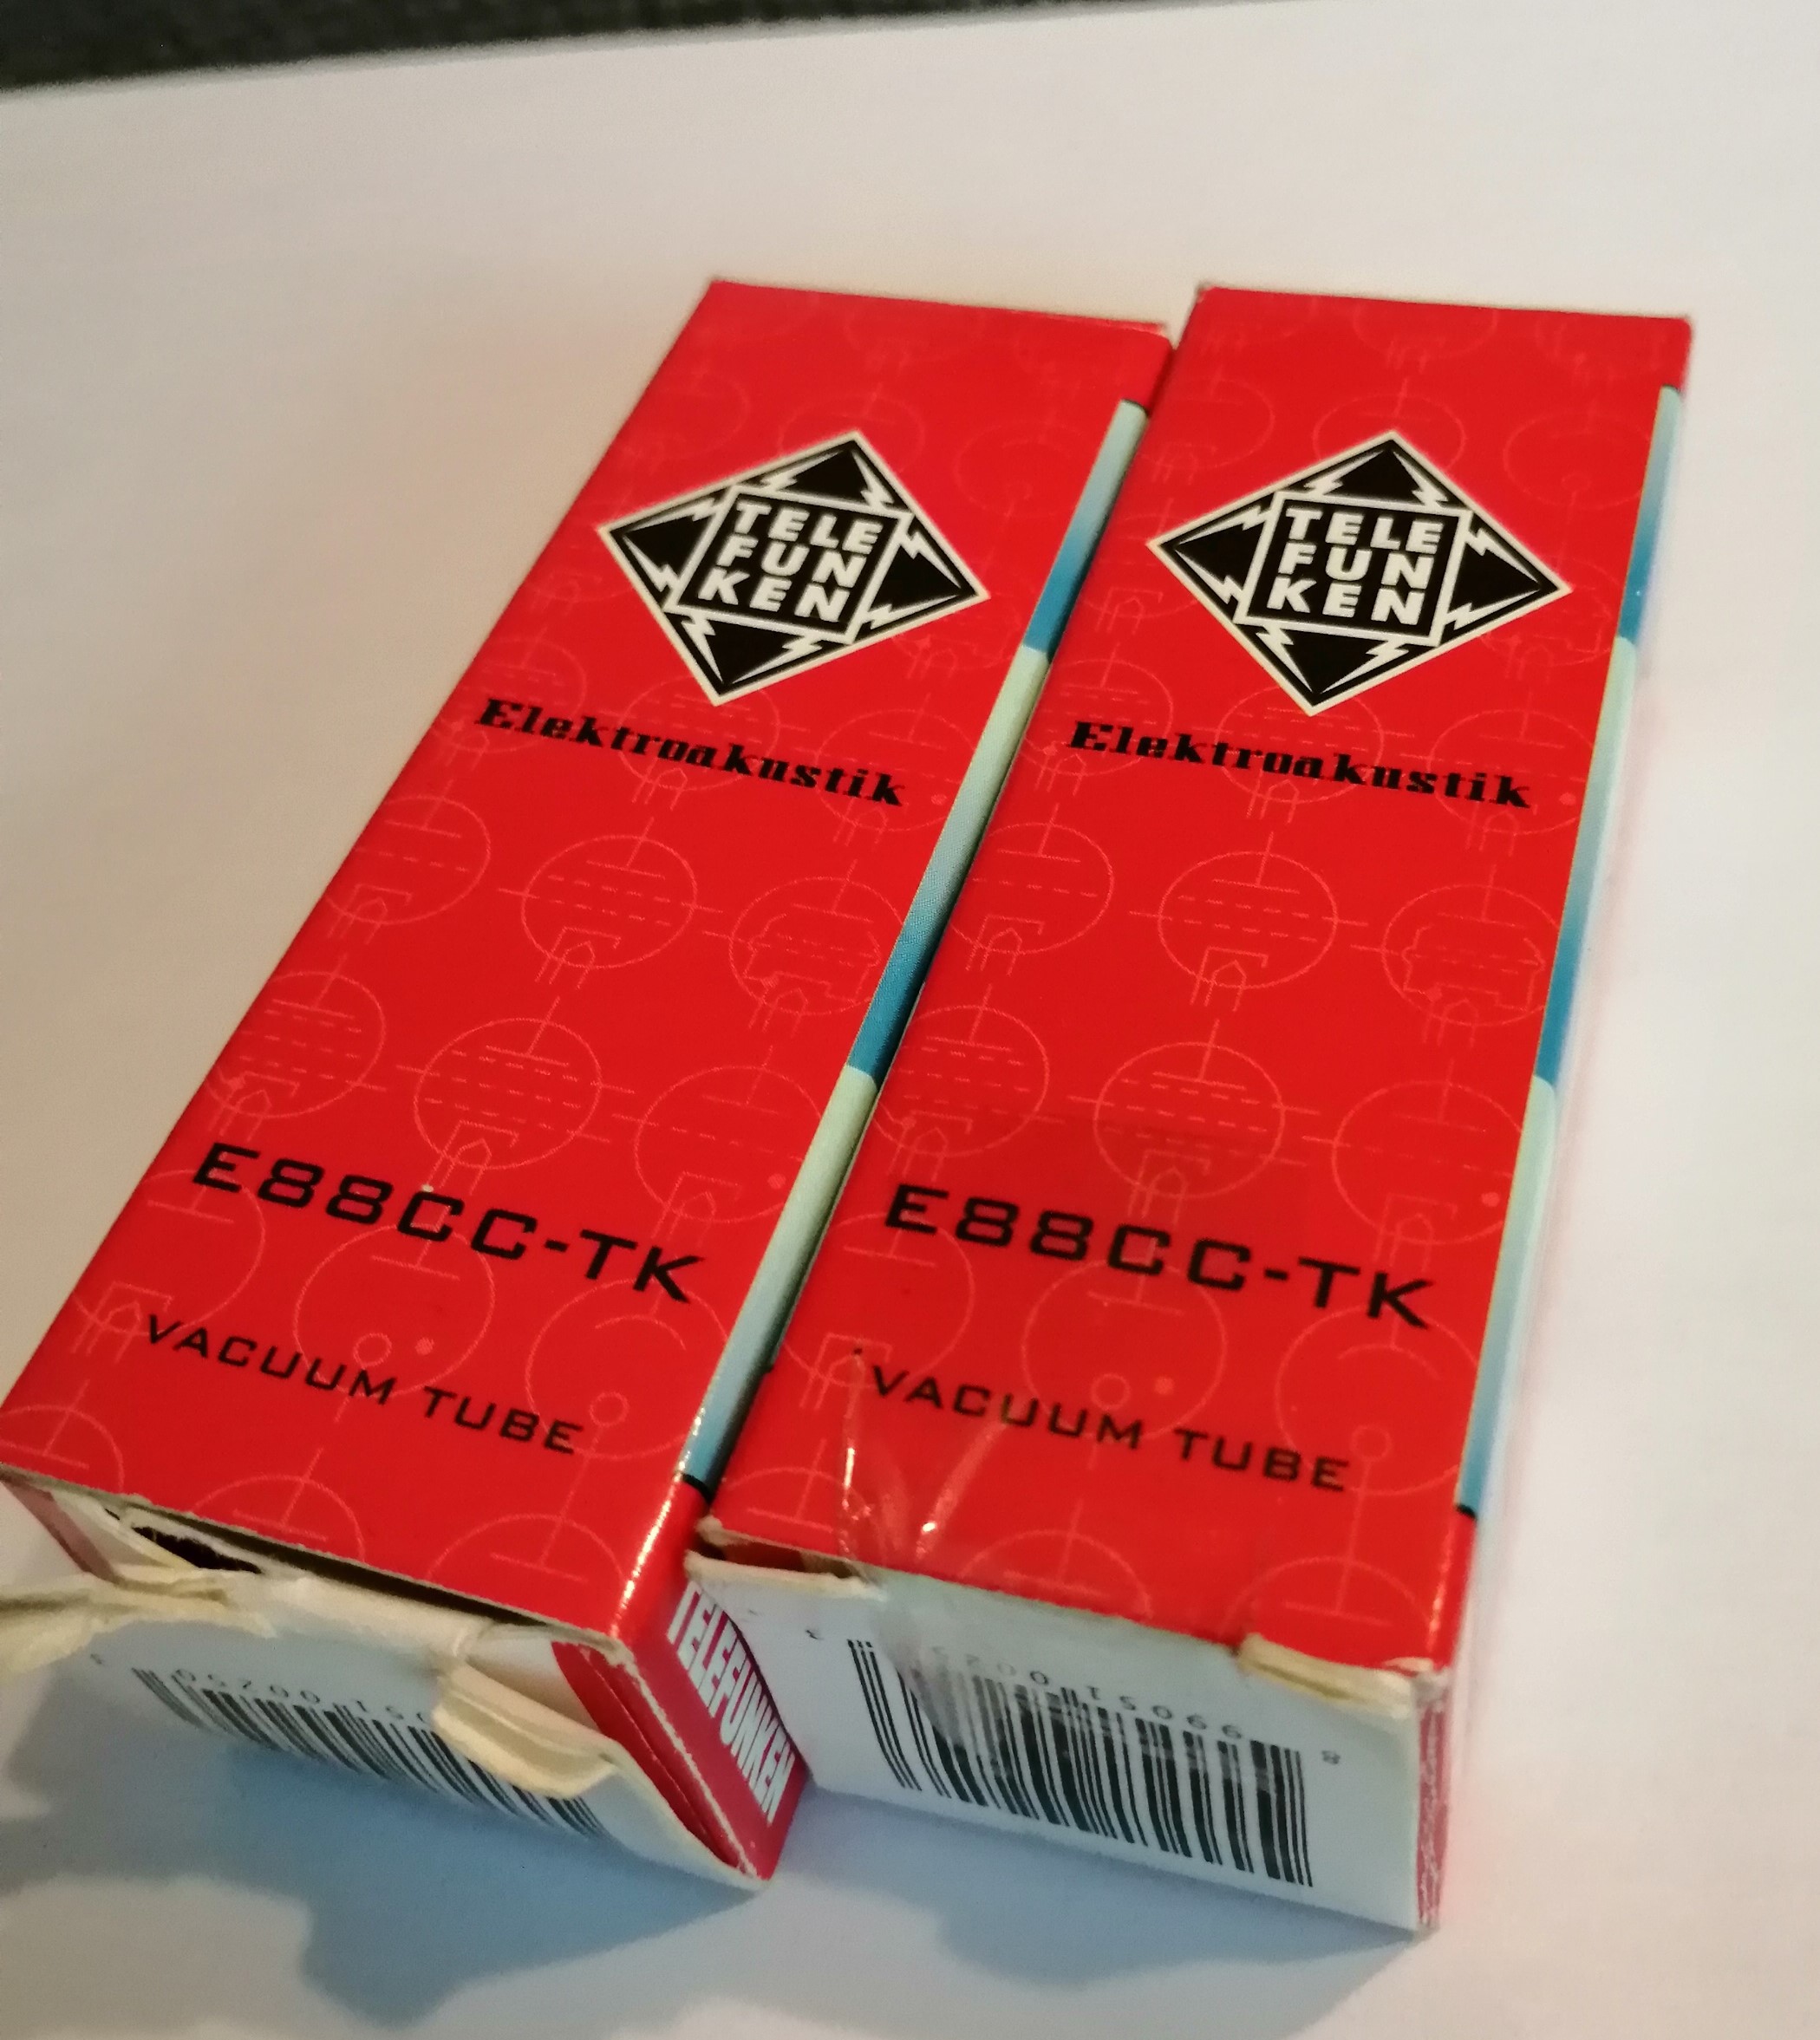 TELE
FUN
KEN
Elektroakustik
E88CC-TK
VACUUM TUBE
TELEFUNKEN
TELE
FUN
KEN
Elektroakustik
E88CC-TK
VACUUM TUBE